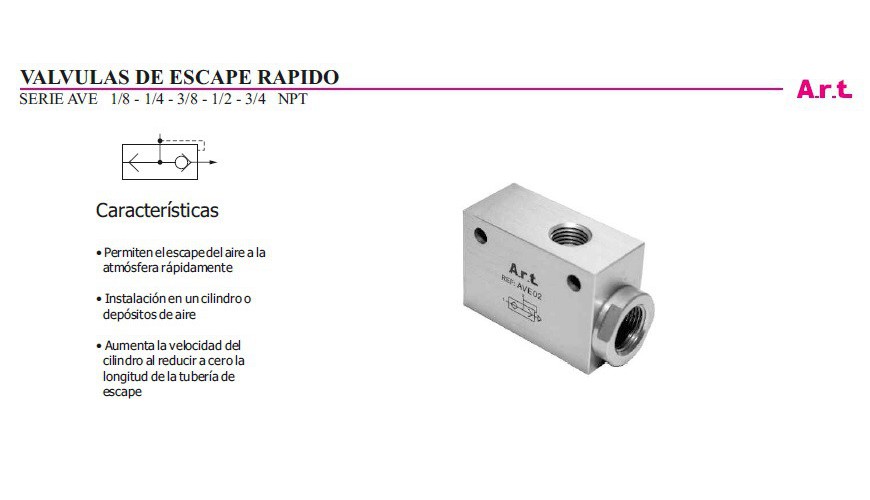 VALVULAS DE ESCAPE RAPIDO
SERIE AVE 1/8 - 1/4 - 3/8 - 1/2 - 3/4 NPT
A.r.t.
Características
• Permiten el escape del aire a la
atmósfera rápidamente
• Instalación en un cilindro o
depósitos de aire
• Aumenta la velocidad del
cilindro al reducir a cero la
longitud de la tubería de
escape
A.r.t.
REF: AVE02